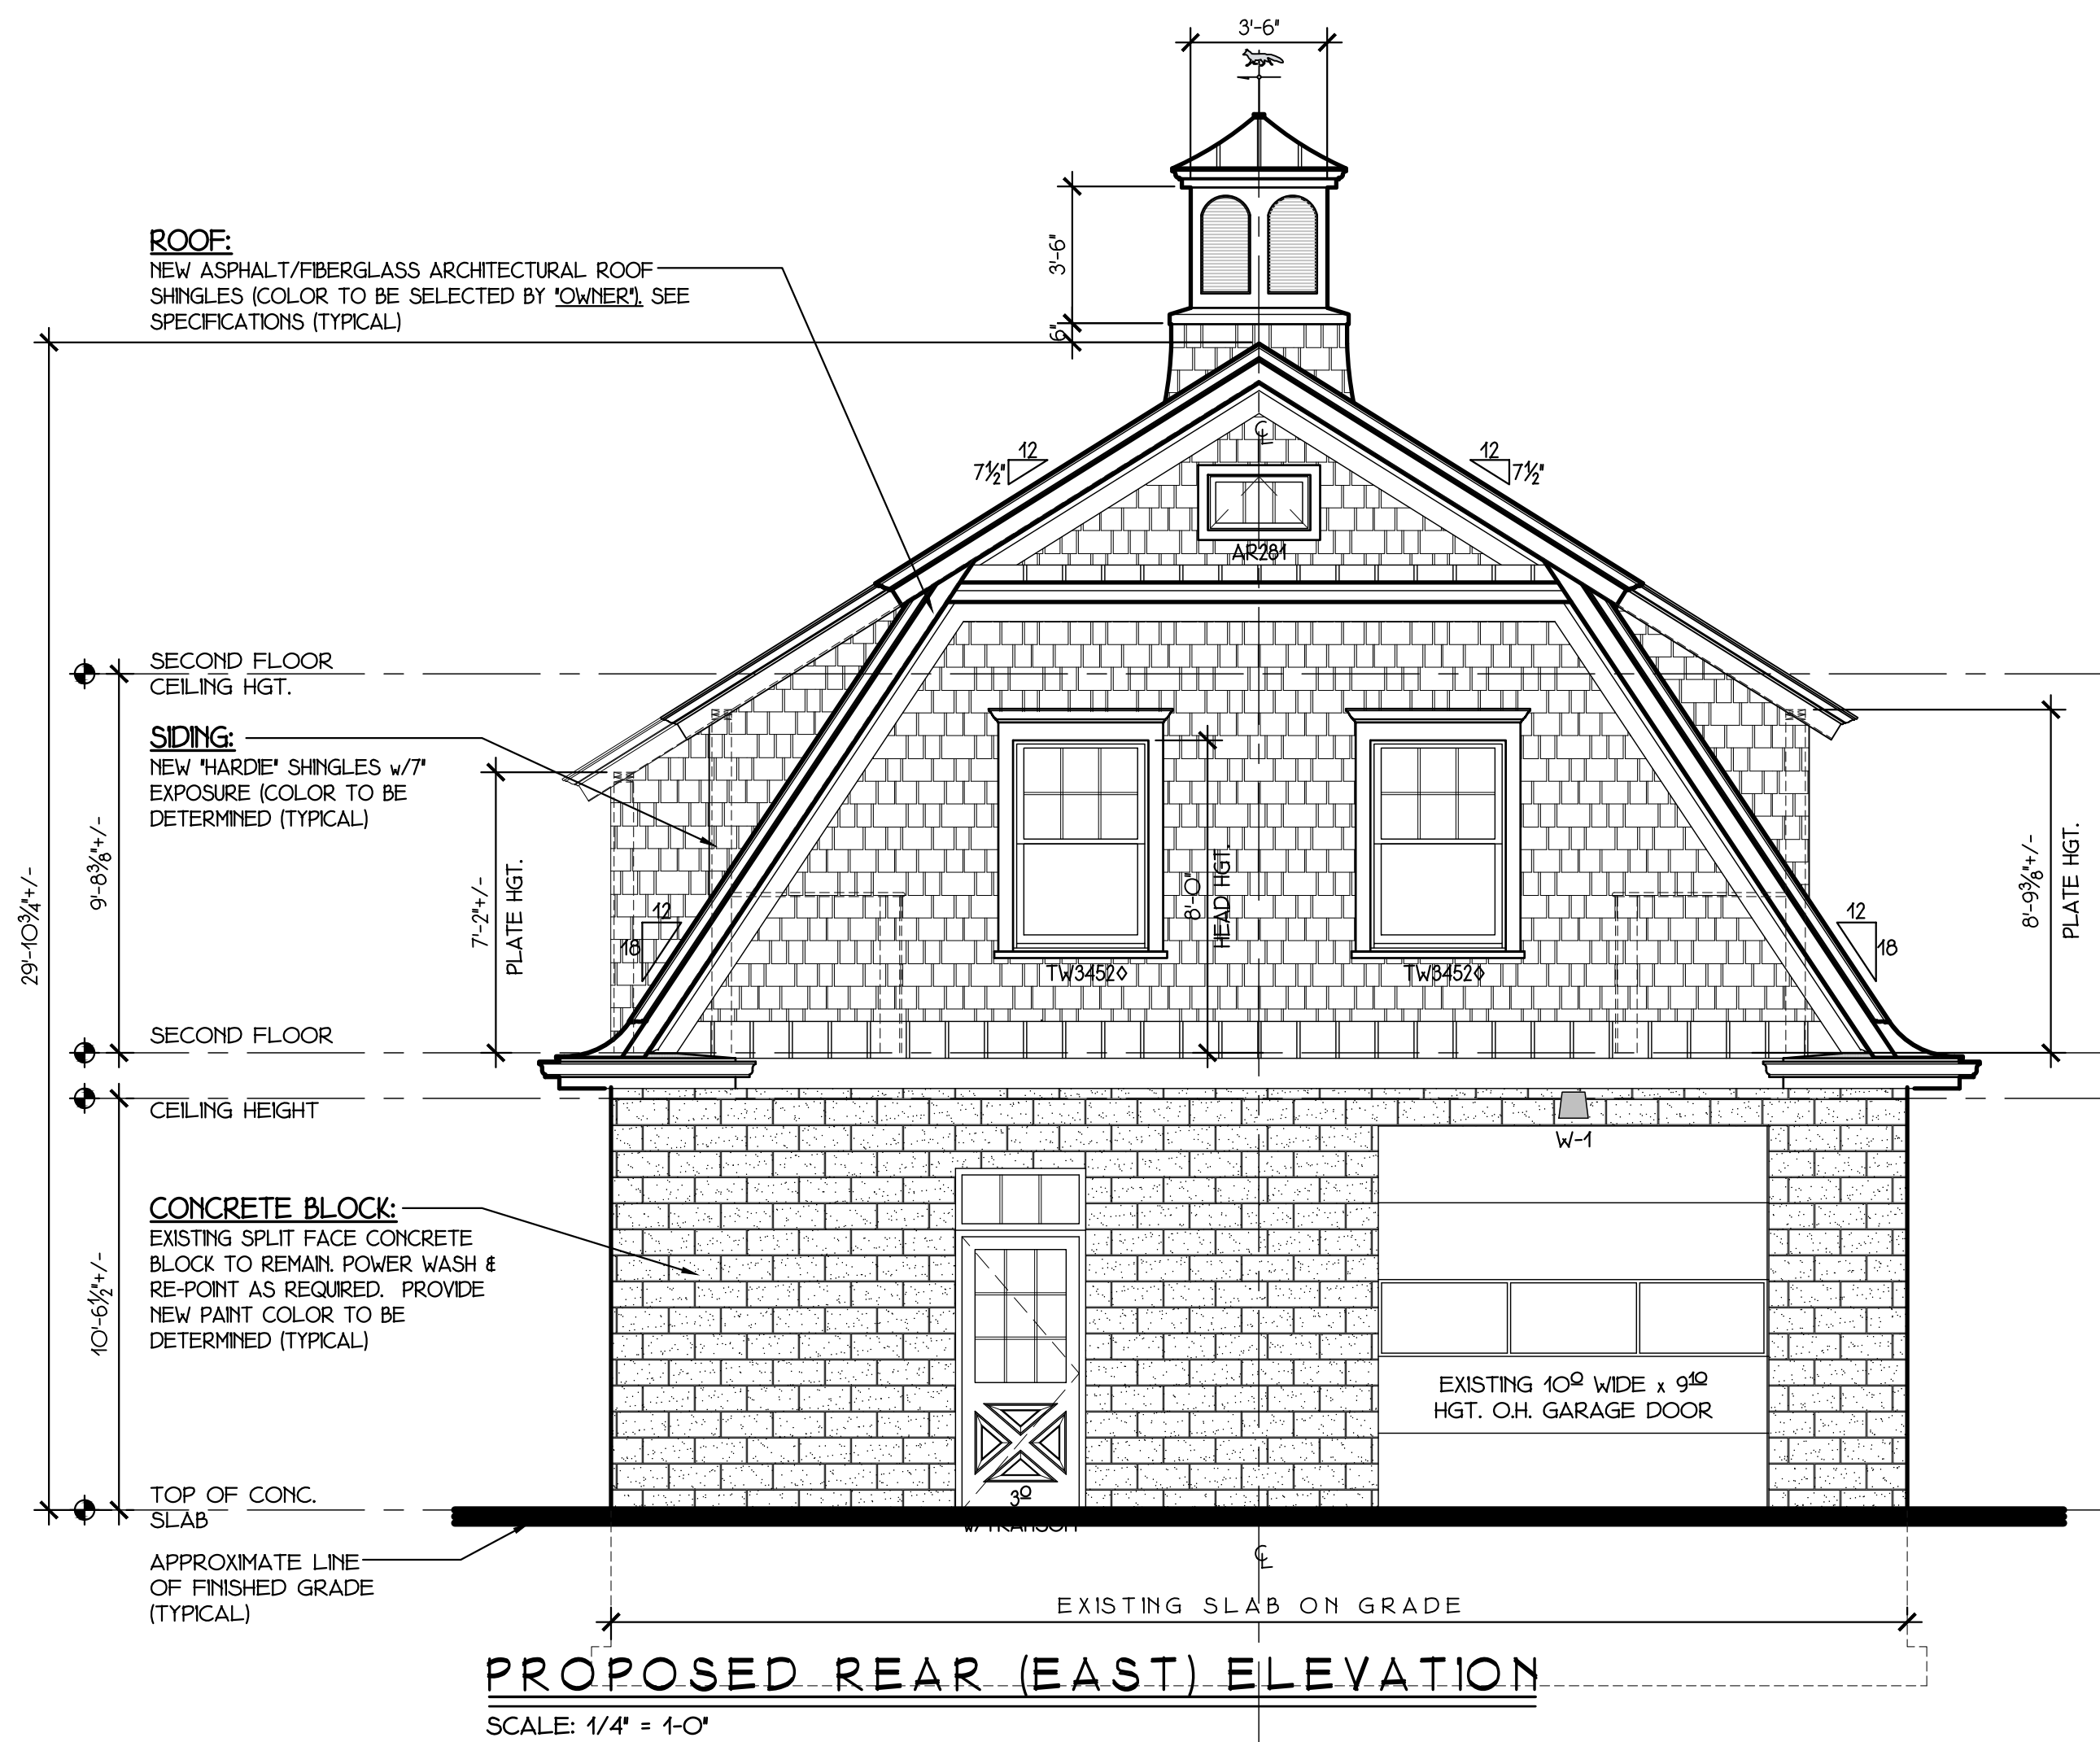 3'-6"
3'-6"
6"
ROOF:
NEW ASPHALT/FIBERGLASS ARCHITECTURAL ROOF
SHINGLES (COLOR TO BE SELECTED BY "OWNER"). SEE
SPECIFICATIONS (TYPICAL)
12
7½"
12
7½"
℄
AR281
SECOND FLOOR
CEILING HGT.
SIDING:
NEW "HARDIE" SHINGLES w/7"
EXPOSURE (COLOR TO BE
DETERMINED (TYPICAL)
29'-10¾"+/-
9'-8⅜"+/-
7'-2"+/-
PLATE HGT.
12
18
8'-0"
HEAD HGT.
TW3452◊
TW3452◊
12
18
8'-9⅜"+/-
PLATE HGT.
SECOND FLOOR
CEILING HEIGHT
W-1
CONCRETE BLOCK:
EXISTING SPLIT FACE CONCRETE
BLOCK TO REMAIN. POWER WASH &
RE-POINT AS REQUIRED. PROVIDE
NEW PAINT COLOR TO BE
DETERMINED (TYPICAL)
10'-6½"+/-
EXISTING 10⁰ WIDE x 9¹⁰
HGT. O.H. GARAGE DOOR
3⁰
W/TRANSOM
TOP OF CONC.
SLAB
APPROXIMATE LINE
OF FINISHED GRADE
(TYPICAL)
℄
EXISTING SLAB ON GRADE
PROPOSED REAR (EAST) ELEVATION
SCALE: 1/4" = 1-0"